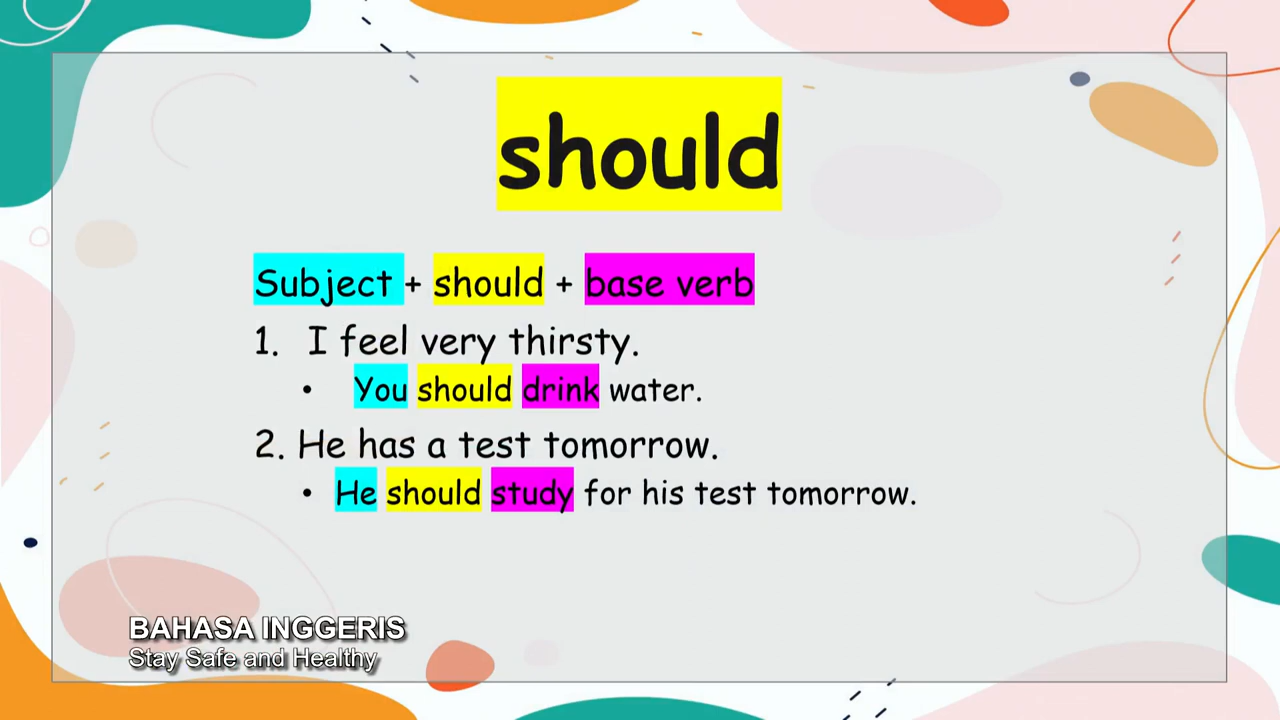 should
Subject + should + base verb
1. I feel very thirsty.
• You should drink water.
2. He has a test tomorrow.
• He should study for his test tomorrow.
BAHASA INGGERIS
Stay Safe and Healthy